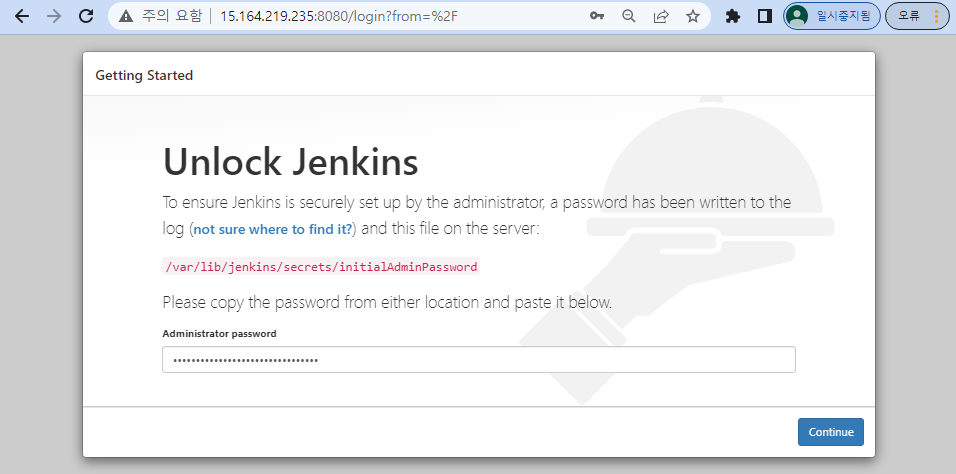 주의 요함 15.164.219.235:8080/login?from=%2F 일시중지됨 오류
Getting Started
Unlock Jenkins
To ensure Jenkins is securely set up by the administrator, a password has been written to the
log (not sure where to find it?) and this file on the server:
/var/lib/jenkins/secrets/initialAdminPassword
Please copy the password from either location and paste it below.
Administrator password
••••••••••••••••••••••••••••••••
Continue